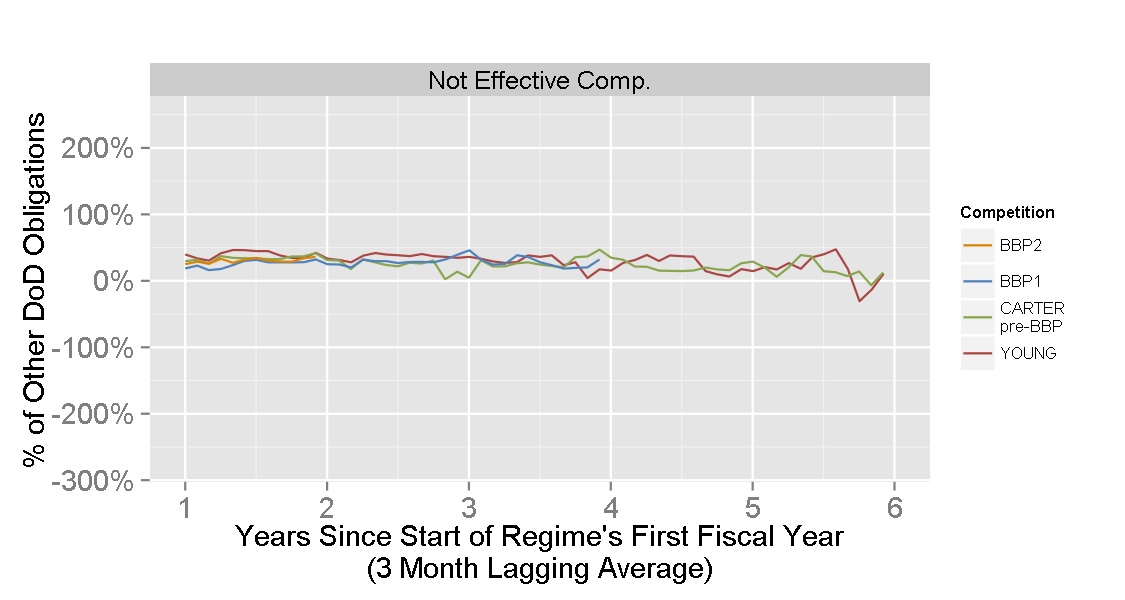 Not Effective Comp.
% of Other DoD Obligations
200%
100%
0%
-100%
-200%
-300%
1 2 3 4 5 6
Years Since Start of Regime's First Fiscal Year
(3 Month Lagging Average)
Competition
BBP2
BBP1
CARTER
pre-BBP
YOUNG